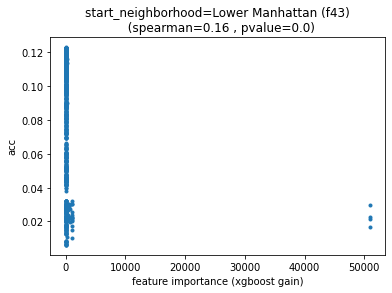 start_neighborhood=Lower Manhattan (f43)
(spearman=0.16 , pvalue=0.0)
0.12
0.10
0.08
0.06
0.04
0.02
acc
0 10000 20000 30000 40000 50000
feature importance (xgboost gain)